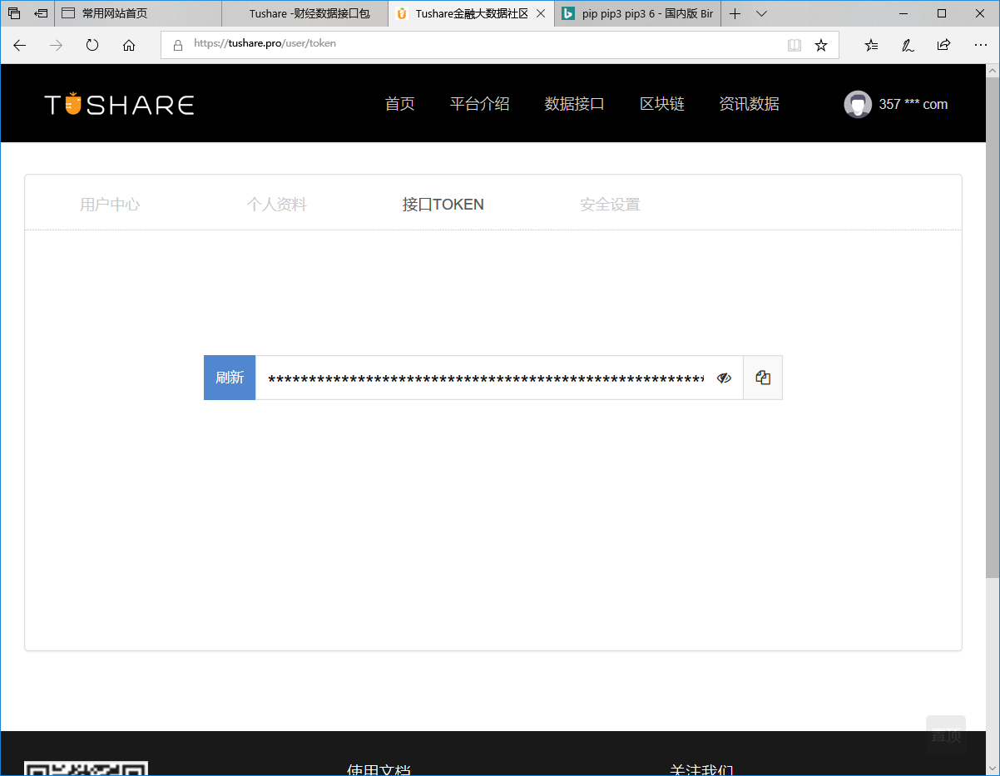 常用网站首页
Tushare -财经数据接口包
Tushare金融大数据社区
pip pip3 pip3 6 - 国内版 Bir
https://tushare.pro/user/token
TUSHARE
首页
平台介绍
数据接口
区块链
资讯数据
357 *** com
用户中心
个人资料
接口TOKEN
安全设置
刷新
********************************************************
置顶
使用文档
关注我们